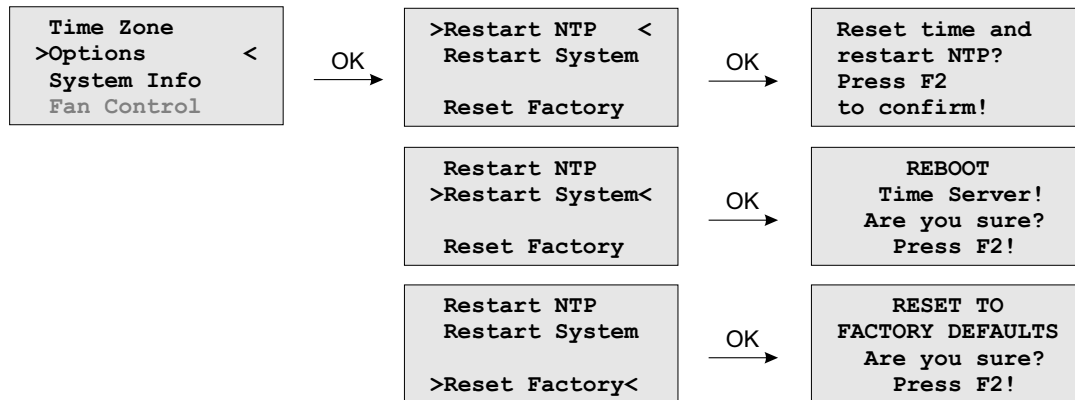 Time Zone
>Options <
System Info
Fan Control
OK
>Restart NTP <
Restart System
Reset Factory
OK
Reset time and
restart NTP?
Press F2
to confirm!
Restart NTP
>Restart System<
Reset Factory
OK
REBOOT
Time Server!
Are you sure?
Press F2!
Restart NTP
Restart System
>Reset Factory<
OK
RESET TO
FACTORY DEFAULTS
Are you sure?
Press F2!